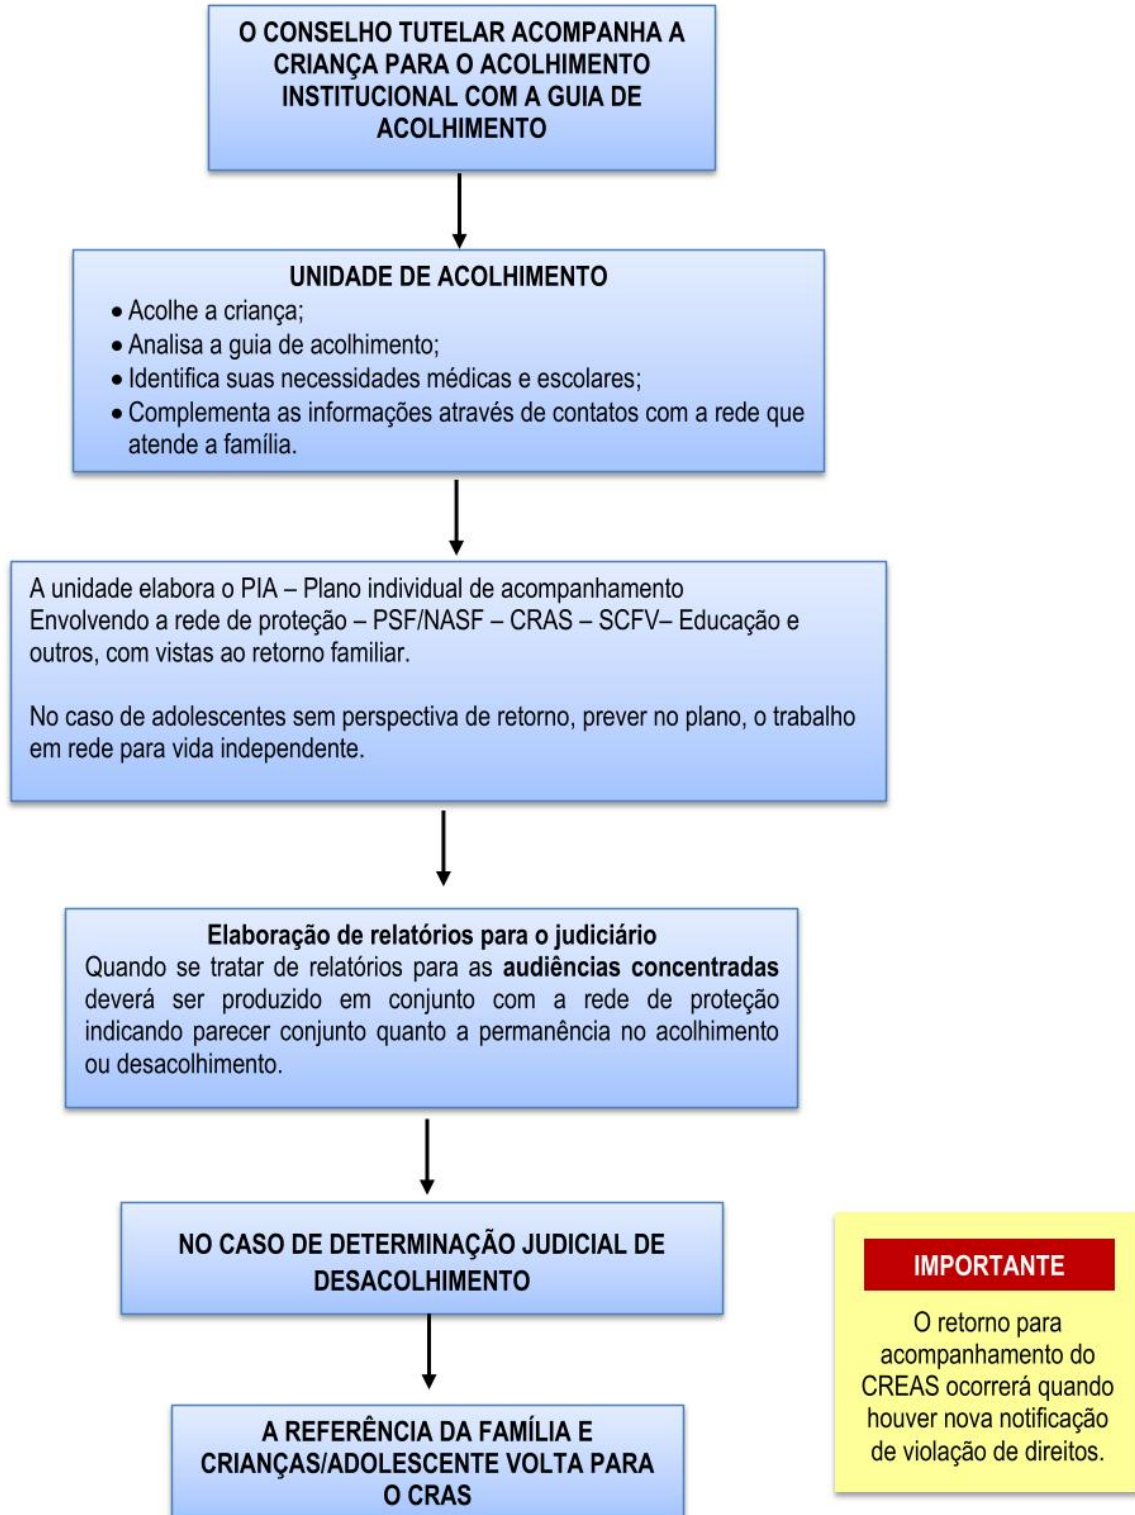 O CONSELHO TUTELAR ACOMPANHA A
CRIANÇA PARA O ACOLHIMENTO
INSTITUCIONAL COM A GUIA DE
ACOLHIMENTO
UNIDADE DE ACOLHIMENTO
• Acolhe a criança;
• Analisa a guia de acolhimento;
• Identifica suas necessidades médicas e escolares;
• Complementa as informações através de contatos com a rede que
atende a família.
A unidade elabora o PIA – Plano individual de acompanhamento
Envolvendo a rede de proteção – PSF/NASF – CRAS – SCFV– Educação e
outros, com vistas ao retorno familiar.
No caso de adolescentes sem perspectiva de retorno, prever no plano, o trabalho
em rede para vida independente.
Elaboração de relatórios para o judiciário
Quando se tratar de relatórios para as audiências concentradas
deverá ser produzido em conjunto com a rede de proteção
indicando parecer conjunto quanto a permanência no acolhimento
ou desacolhimento.
NO CASO DE DETERMINAÇÃO JUDICIAL DE
DESACOLHIMENTO
A REFERÊNCIA DA FAMÍLIA E
CRIANÇAS/ADOLESCENTE VOLTA PARA
O CRAS
IMPORTANTE
O retorno para
acompanhamento do
CREAS ocorrerá quando
houver nova notificação
de violação de direitos.